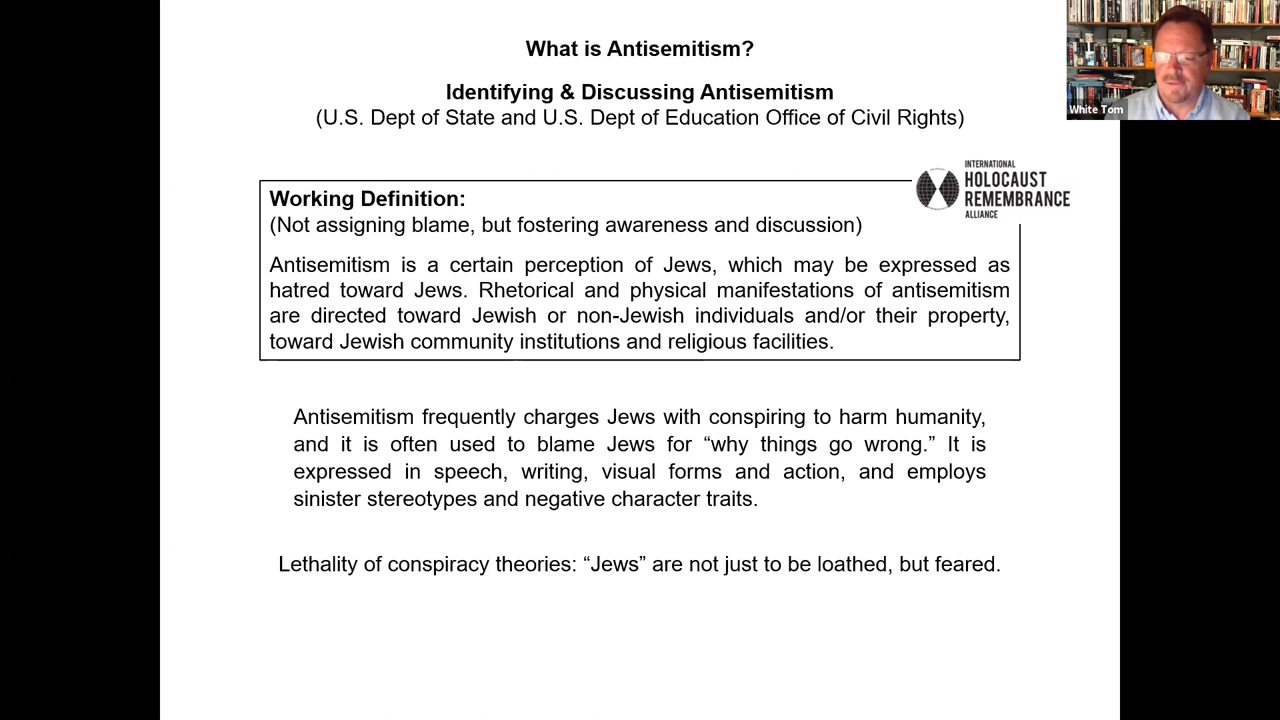 What is Antisemitism?
Identifying & Discussing Antisemitism
(U.S. Dept of State and U.S. Dept of Education Office of Civil Rights)
White Tom
INTERNATIONAL
HOLOCAUST
REMEMBRANCE
ALLIANCE
Working Definition:
(Not assigning blame, but fostering awareness and discussion)
Antisemitism is a certain perception of Jews, which may be expressed as
hatred toward Jews. Rhetorical and physical manifestations of antisemitism
are directed toward Jewish or non-Jewish individuals and/or their property,
toward Jewish community institutions and religious facilities.
Antisemitism frequently charges Jews with conspiring to harm humanity,
and it is often used to blame Jews for “why things go wrong.” It is
expressed in speech, writing, visual forms and action, and employs
sinister stereotypes and negative character traits.
Lethality of conspiracy theories: “Jews” are not just to be loathed, but feared.